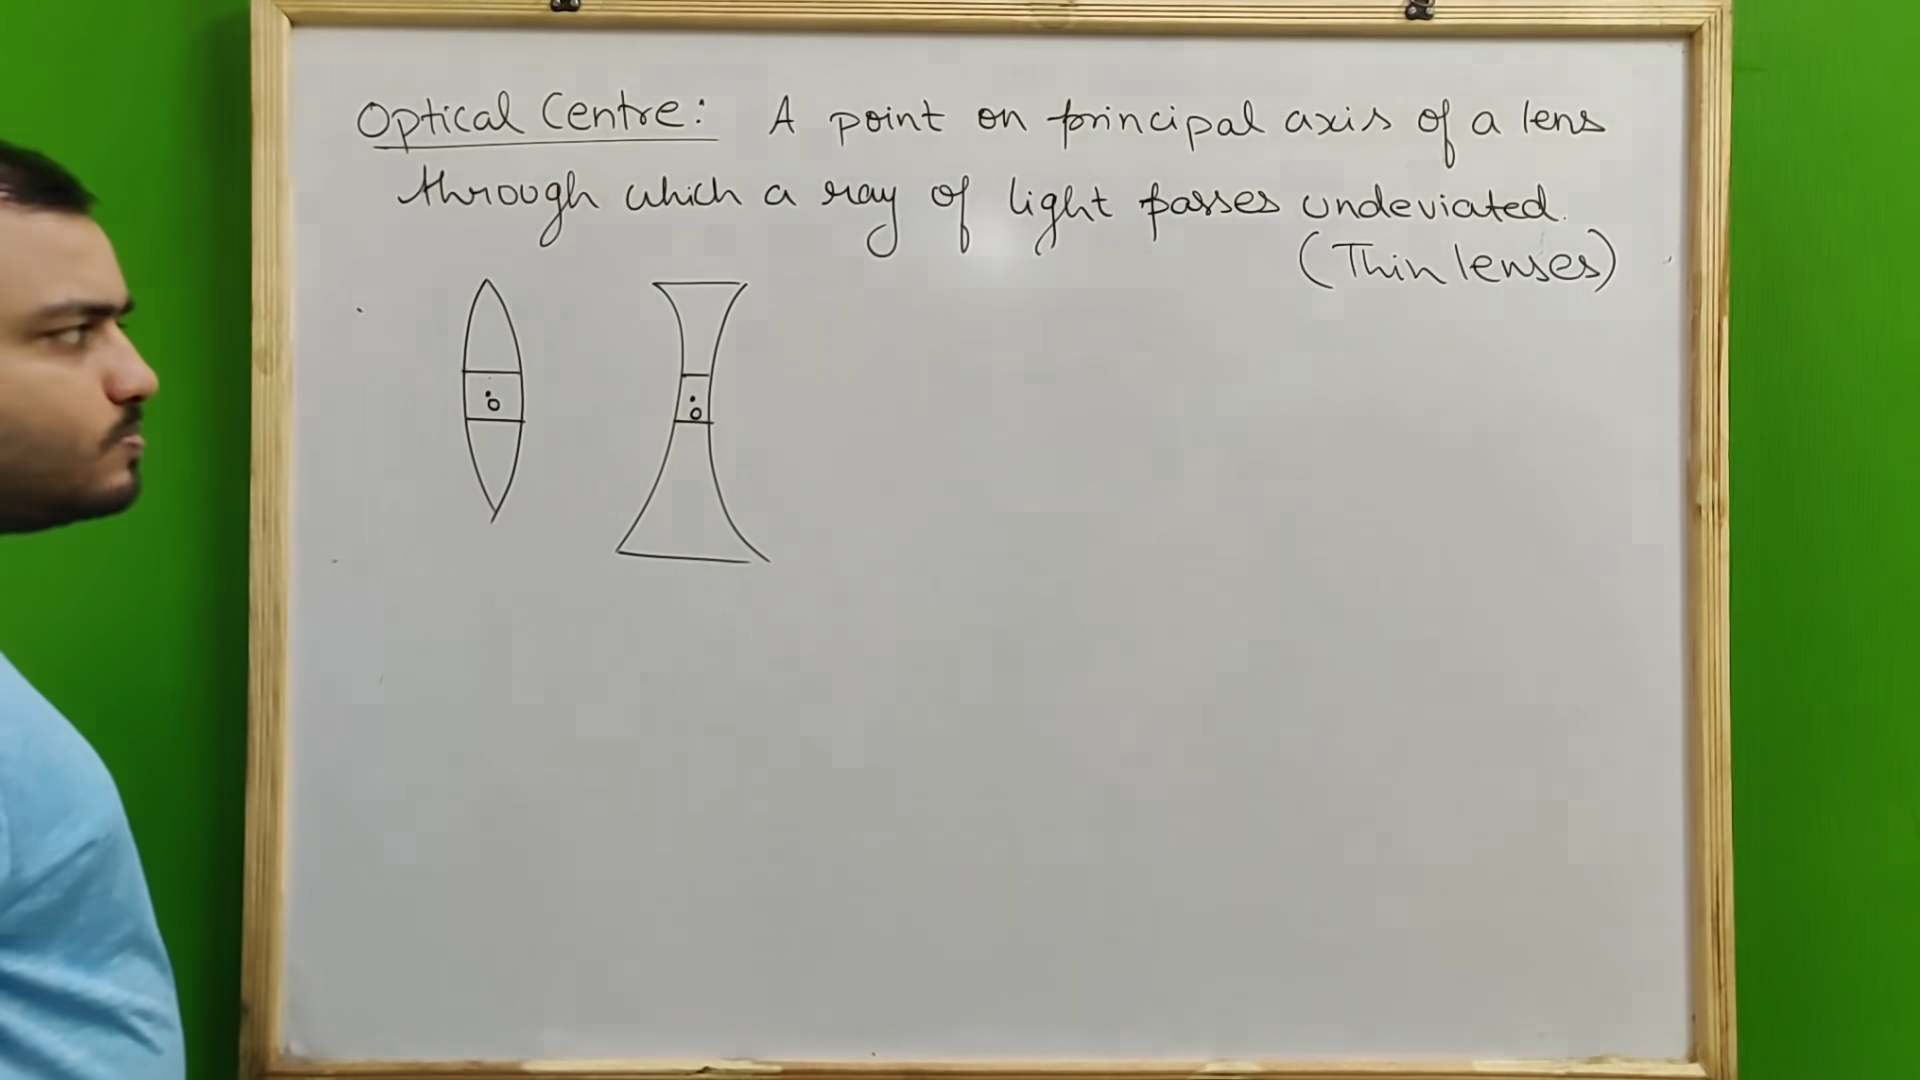 Optical Centre: A point on principal axis of a lens
through which a ray of light passes undeviated.
(Thin lenses)
o
o